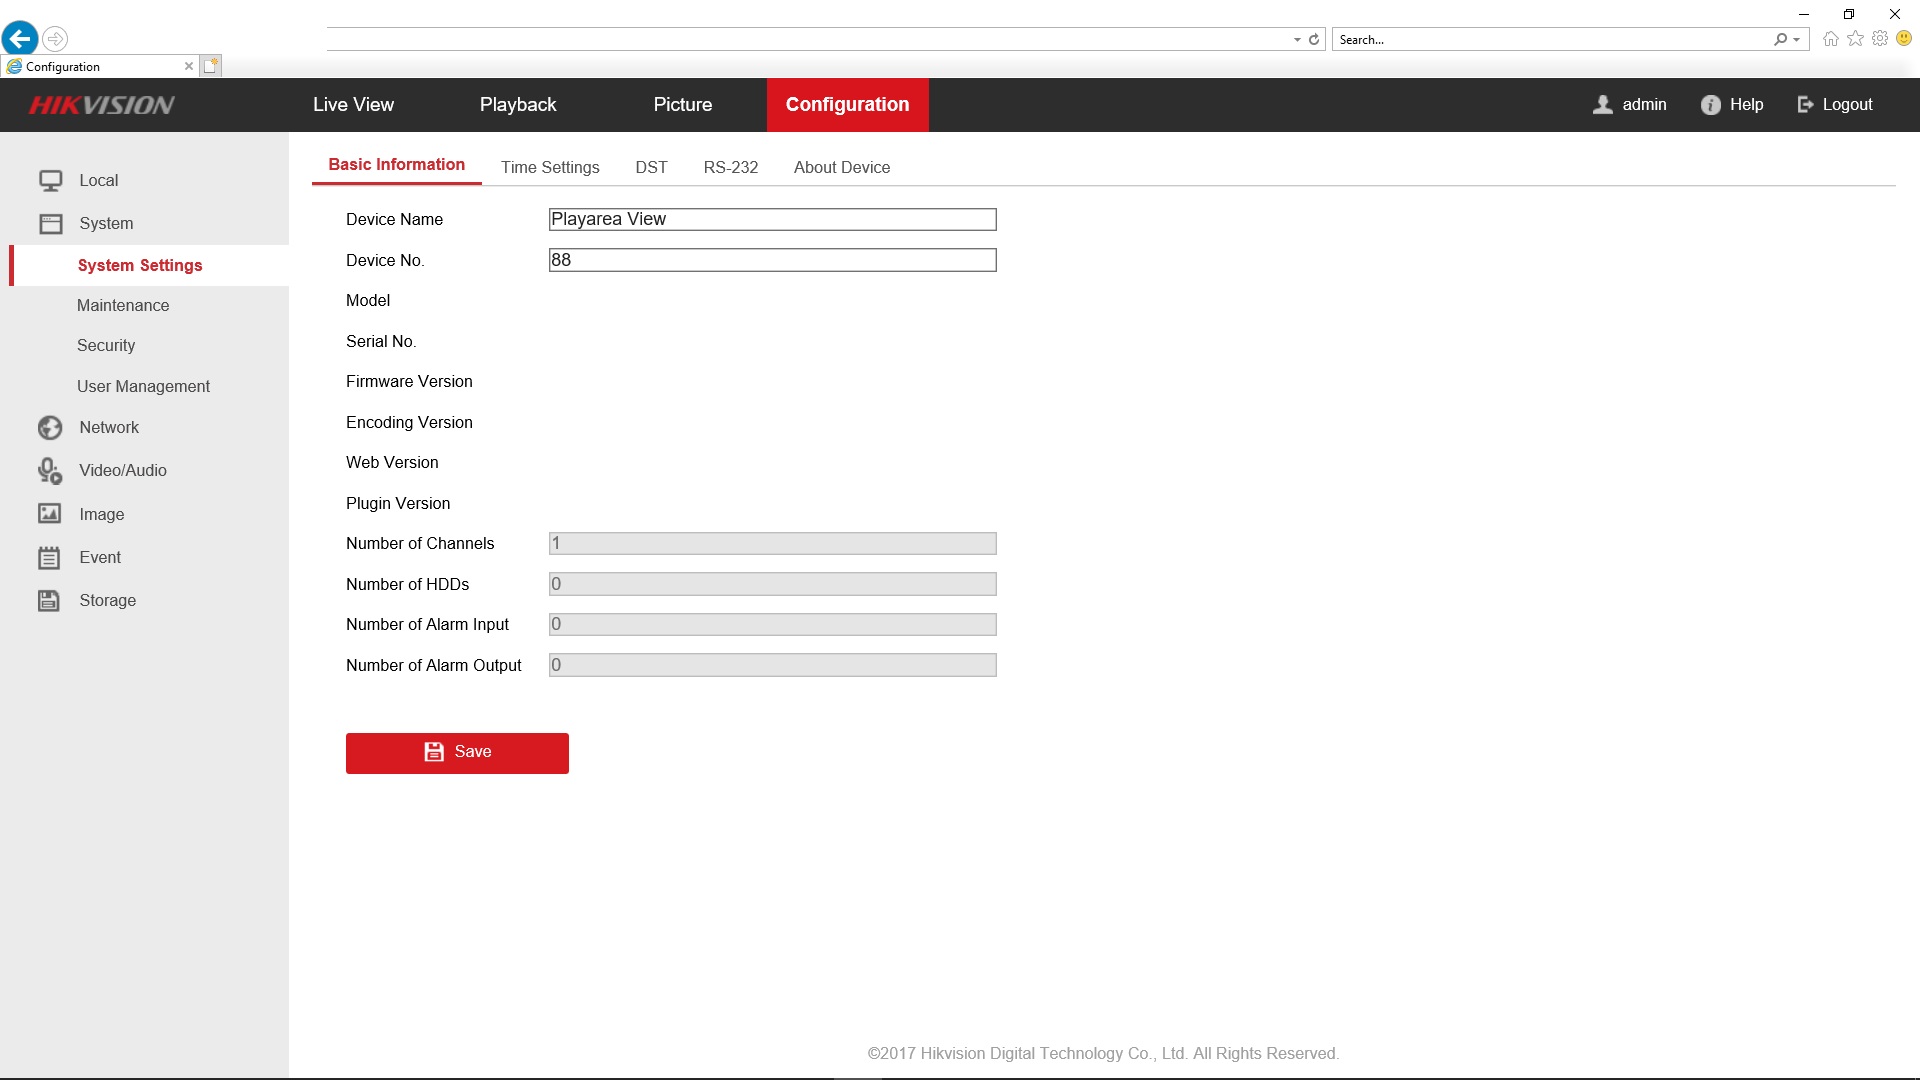 Search...
Configuration
HIKVISION
Live View
Playback
Picture
Configuration
admin
Help
Logout
Local
System
System Settings
Maintenance
Security
User Management
Network
Video/Audio
Image
Event
Storage
Basic Information
Time Settings
DST
RS-232
About Device
Device Name
Playarea View
Device No.
88
Model
Serial No.
Firmware Version
Encoding Version
Web Version
Plugin Version
Number of Channels
1
Number of HDDs
0
Number of Alarm Input
0
Number of Alarm Output
0
Save
©2017 Hikvision Digital Technology Co., Ltd. All Rights Reserved.